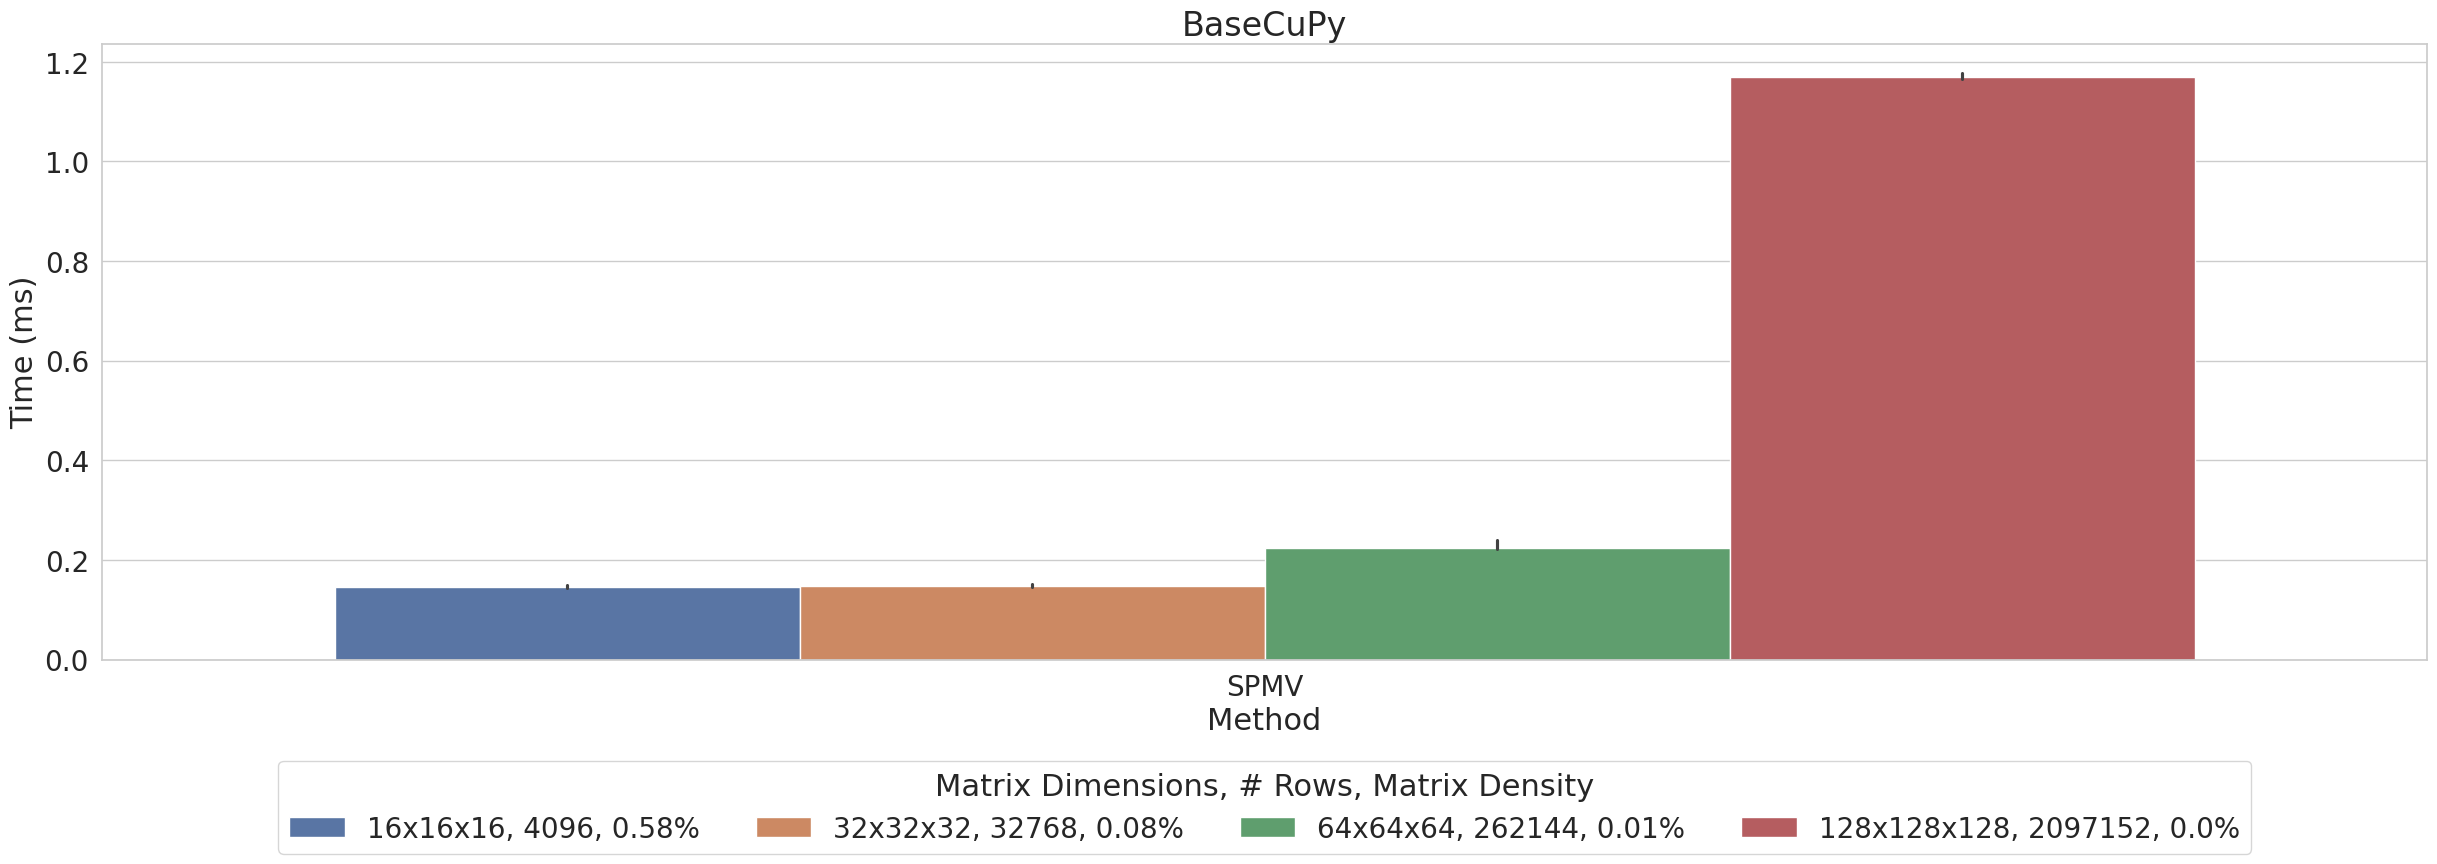 BaseCuPy
1.2
1.0
0.8
0.6
0.4
0.2
0.0
Time (ms)
SPMV
Method
Matrix Dimensions, # Rows, Matrix Density
16x16x16, 4096, 0.58% 32x32x32, 32768, 0.08% 64x64x64, 262144, 0.01% 128x128x128, 2097152, 0.0%